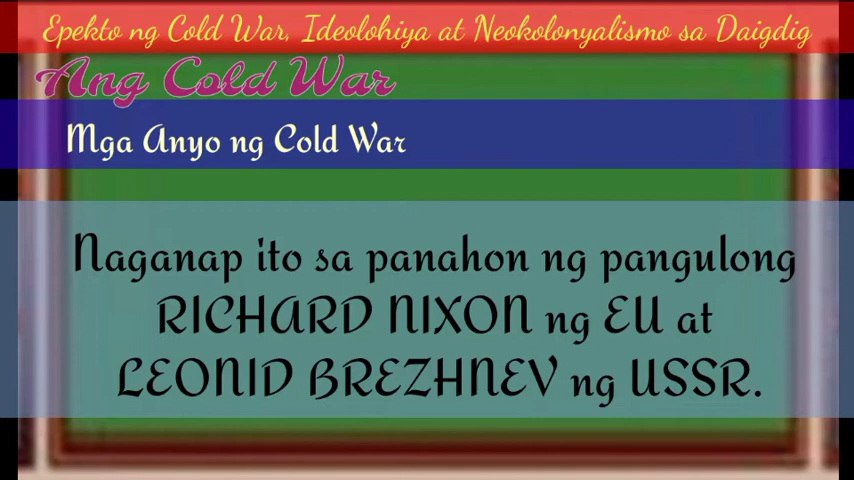 Epekto ng Cold War, Ideolohiya at Neokolonyalismo sa Daigdig
Ang Cold War
Mga Anyo ng Cold War
Naganap ito sa panahon ng pangulong
RICHARD NIXON ng EU at
LEONID BREZHNEV ng USSR.